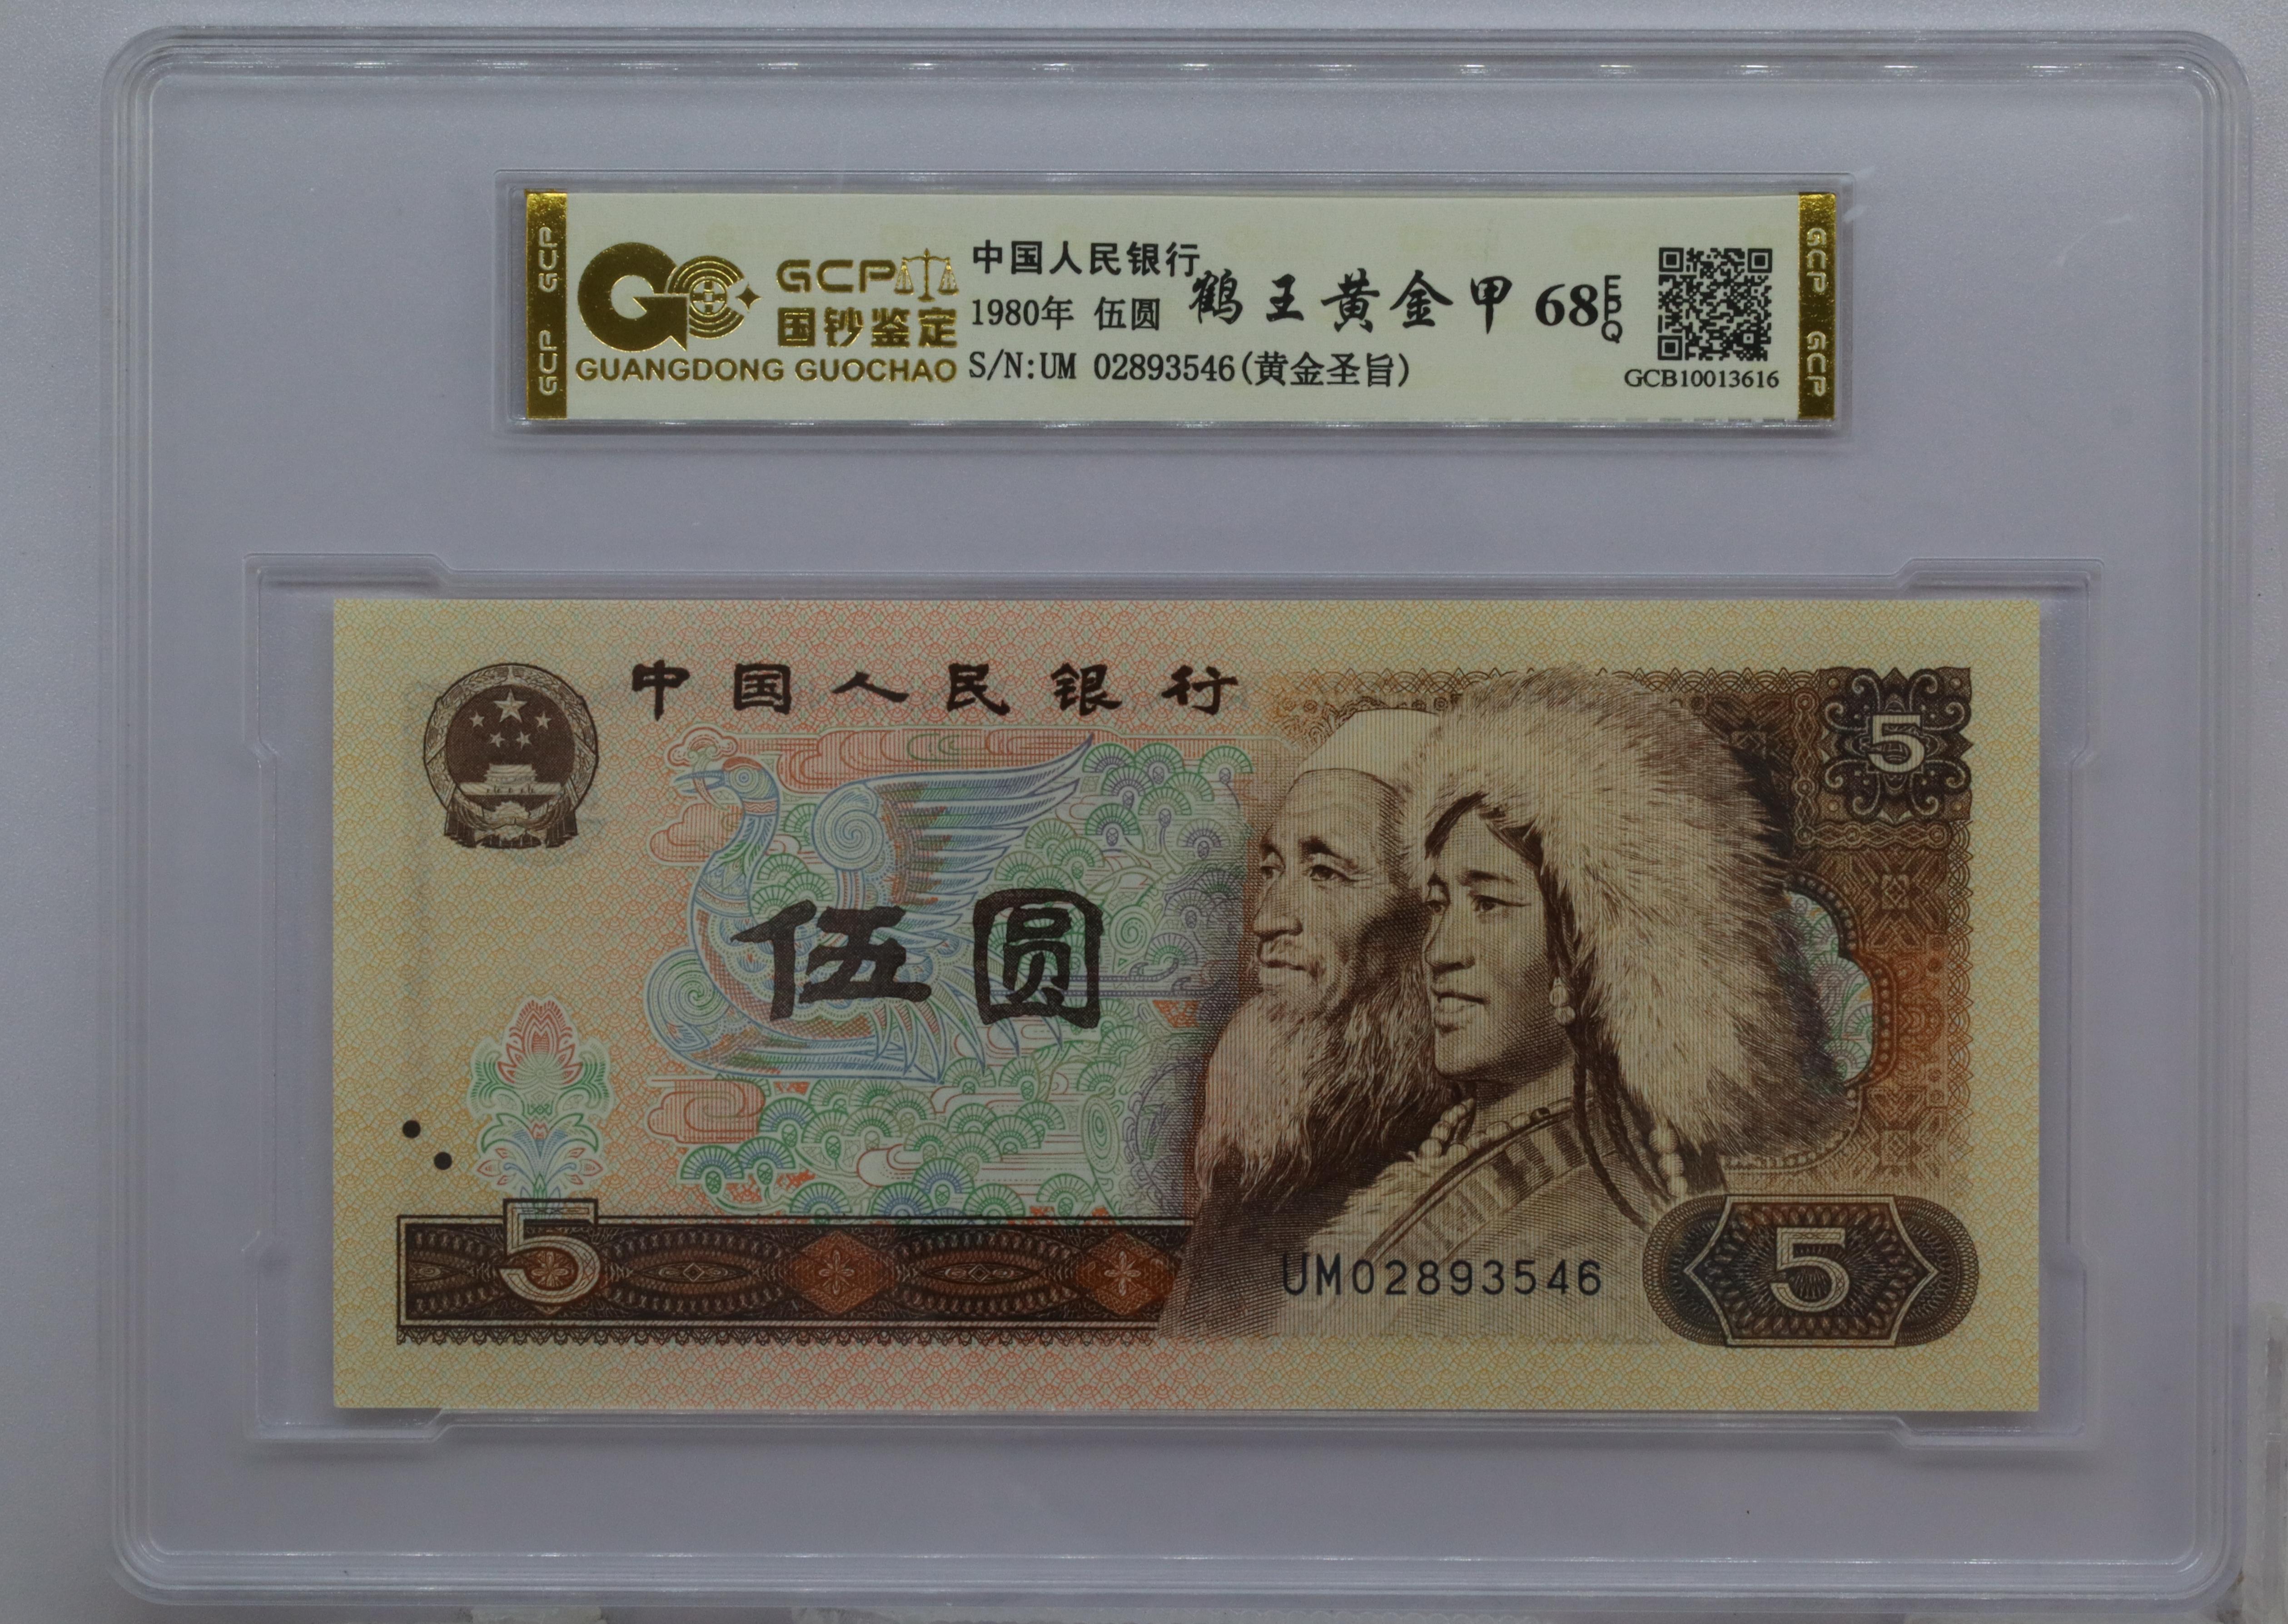 GCP GCP
GCP
国钞鉴定
GUANGDONG GUOCHAO
中国人民银行
1980年 伍圆
鹤王黄金甲 68 EPQ
S/N:UM 02893546(黄金圣旨)
GCB10013616
GCP GCP
中国人民银行
5
伍圆
5
UM02893546
5